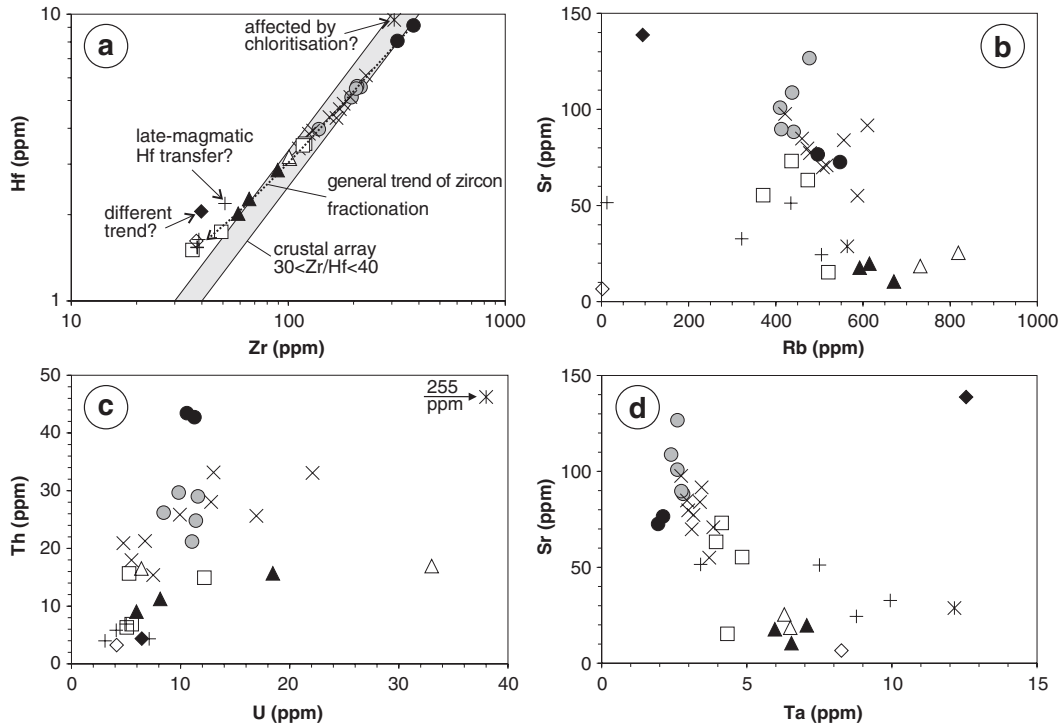 a
10
1
Hf (ppm)
10
100
1000
Zr (ppm)
affected by
chloritisation?
late-magmatic
Hf transfer?
different
trend?
general trend of zircon
fractionation
crustal array
30<Zr/Hf<40
b
150
100
50
0
Sr (ppm)
0
200
400
600
800
1000
Rb (ppm)
c
50
40
30
20
10
0
Th (ppm)
0
10
20
30
40
U (ppm)
255
ppm
d
150
100
50
0
Sr (ppm)
0
5
10
15
Ta (ppm)